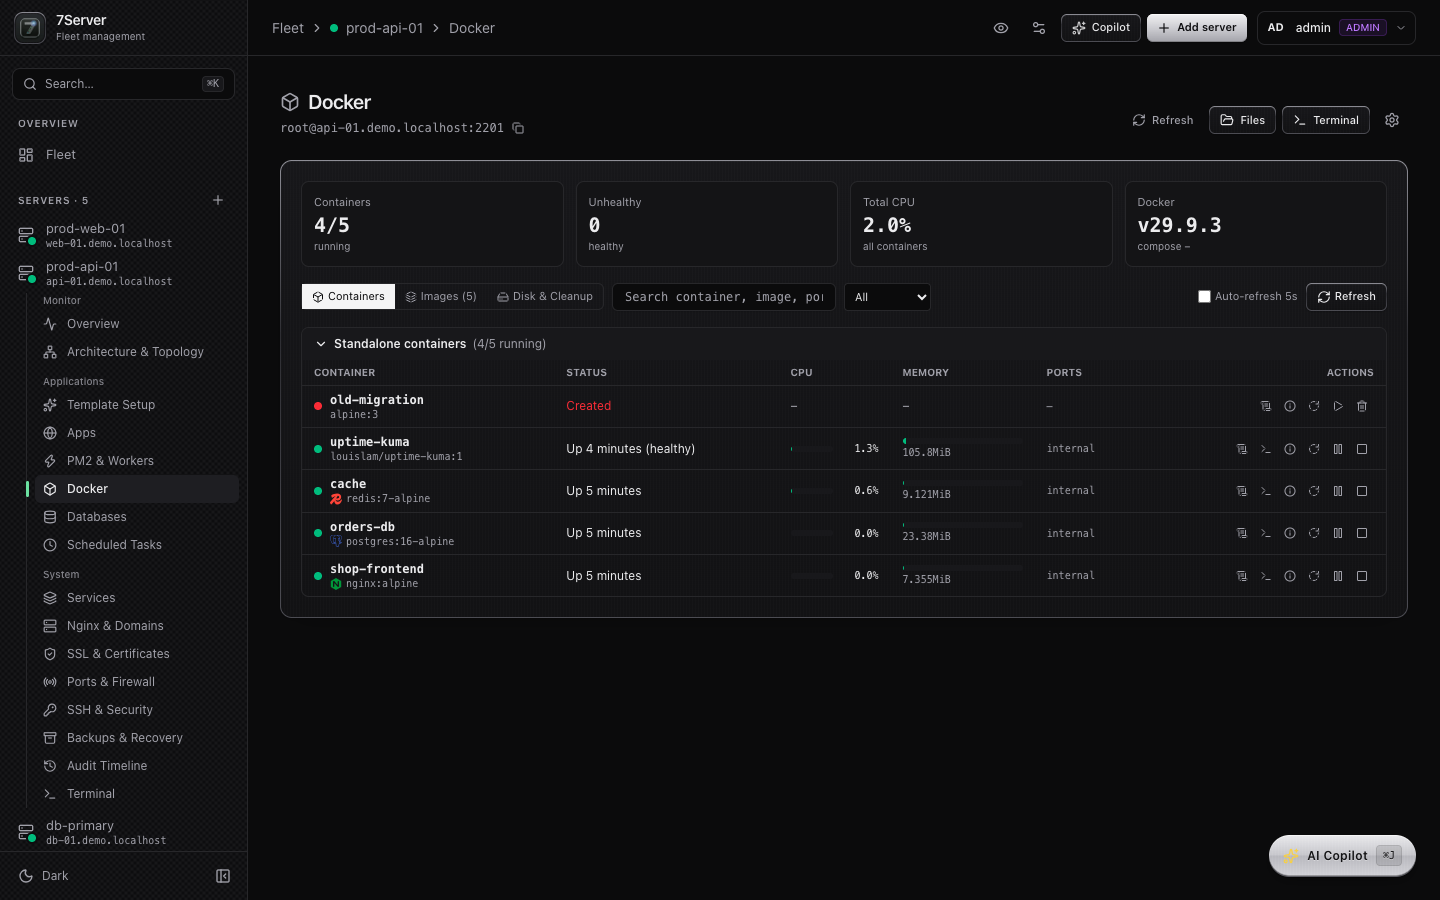 7Server
Fleet management
Search...
⌘K
OVERVIEW
Fleet
SERVERS · 5
prod-web-01
web-01.demo.localhost
prod-api-01
api-01.demo.localhost
Monitor
Overview
Architecture & Topology
Applications
Template Setup
Apps
PM2 & Workers
Docker
Databases
Scheduled Tasks
System
Services
Nginx & Domains
SSL & Certificates
Ports & Firewall
SSH & Security
Backups & Recovery
Audit Timeline
Terminal
db-primary
db-01.demo.localhost
Dark
Fleet > prod-api-01 > Docker
Copilot
Add server
AD admin ADMIN
Docker
root@api-01.demo.localhost:2201
Refresh
Files
Terminal
Containers
4/5
running
Unhealthy
0
healthy
Total CPU
2.0%
all containers
Docker
v29.9.3
compose –
Containers
Images (5)
Disk & Cleanup
Search container, image, por
All
Auto-refresh 5s
Refresh
Standalone containers (4/5 running)
CONTAINER STATUS CPU MEMORY PORTS ACTIONS
old-migration
alpine:3
Created – – –
uptime-kuma
louislam/uptime-kuma:1
Up 4 minutes (healthy) 1.3% 105.8MiB internal
cache
redis:7-alpine
Up 5 minutes 0.6% 9.121MiB internal
orders-db
postgres:16-alpine
Up 5 minutes 0.0% 23.38MiB internal
shop-frontend
nginx:alpine
Up 5 minutes 0.0% 7.355MiB internal
AI Copilot ⌘J